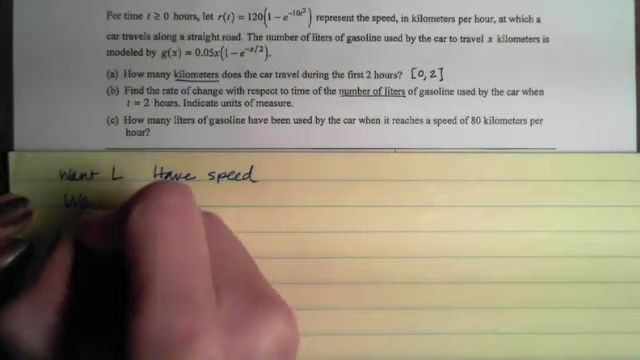 For time t ≥ 0 hours, let r(t) = 120(1 − e^{−10t²}) represent the speed, in kilometers per hour, at which a
car travels along a straight road. The number of liters of gasoline used by the car to travel x kilometers is
modeled by g(x) = 0.05x(1 − e^{−x/2}).
(a) How many kilometers does the car travel during the first 2 hours? [0,2]
(b) Find the rate of change with respect to time of the number of liters of gasoline used by the car when
t = 2 hours. Indicate units of measure.
(c) How many liters of gasoline have been used by the car when it reaches a speed of 80 kilometers per
hour?
Want L Have speed
We